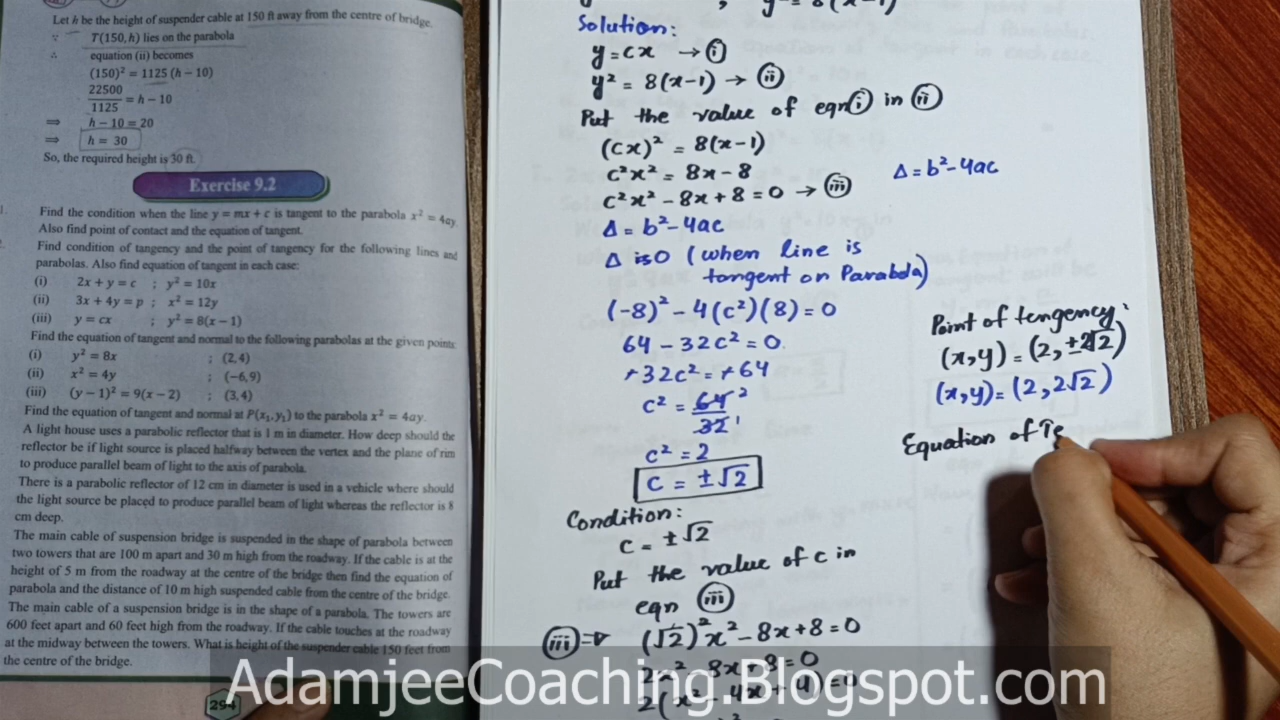 Let h be the height of suspender cable at 150 ft away from the centre of bridge.
∵ T(150, h) lies on the parabola
∴ equation (ii) becomes
(150)² = 1125 (h − 10)
22500/1125 = h − 10
⟹ h − 10 = 20
⟹ h = 30
So, the required height is 30 ft.
Exercise 9.2
1. Find the condition when the line y = mx + c is tangent to the parabola x² = 4ay.
Also find point of contact and the equation of tangent.
Find condition of tangency and the point of tangency for the following lines and
parabolas. Also find equation of tangent in each case:
(i) 2x + y = c ; y² = 10x
(ii) 3x + 4y = p ; x² = 12y
(iii) y = cx ; y² = 8(x − 1)
Find the equation of tangent and normal to the following parabolas at the given points:
(i) y² = 8x ; (2, 4)
(ii) x² = 4y ; (−6, 9)
(iii) (y − 1)² = 9(x − 2) ; (3, 4)
Find the equation of tangent and normal at P(x₁, y₁) to the parabola x² = 4ay.
A light house uses a parabolic reflector that is 1 m in diameter. How deep should the
reflector be if light source is placed halfway between the vertex and the plane of rim
to produce parallel beam of light to the axis of parabola.
There is a parabolic reflector of 12 cm in diameter is used in a vehicle where should
the light source be placed to produce parallel beam of light whereas the reflector is 8
cm deep.
The main cable of suspension bridge is suspended in the shape of parabola between
two towers that are 100 m apart and 30 m high from the roadway. If the cable is at the
height of 5 m from the roadway at the centre of the bridge then find the equation of
parabola and the distance of 10 m high suspended cable from the centre of the bridge.
The main cable of a suspension bridge is in the shape of a parabola. The towers are
600 feet apart and 60 feet high from the roadway. If the cable touches at the roadway
at the midway between the towers. What is height of the suspender cable 150 feet from
the centre of the bridge.
294
Solution:
y = cx → (i)
y² = 8(x-1) → (ii)
Put the value of eqn (i) in (ii)
(cx)² = 8(x-1)
c²x² = 8x - 8
c²x² - 8x + 8 = 0 → (iii)
Δ = b² - 4ac
Δ is 0 (when line is
tangent on Parabola)
(-8)² - 4(c²)(8) = 0
64 - 32c² = 0
+32c² = +64
c² = 64/32 2 1
c² = 2
c = ±√2
Condition:
c = ±√2
Put the value of c in
eqn (iii)
(iii) ⇒ (√2)²x² - 8x + 8 = 0
2x² - 8x + 8 = 0
2(x² - 4x + 4) = 0
Δ = b² - 4ac
Point of tengency:
(x,y) = (2, ±2√2)
(x,y) = (2, 2√2)
Equation of Te
AdamjeeCoaching.Blogspot.com